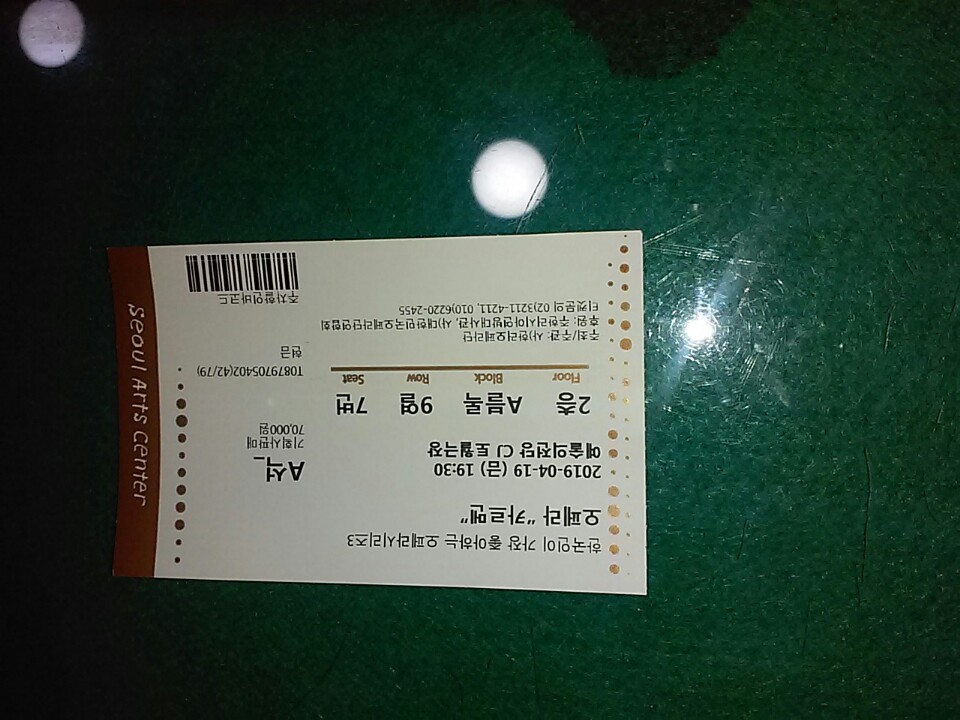 한국인이 가장 좋아하는 오페라시리즈3
오페라 "카르멘"
2019-04-19 (금) 19:30
예술의전당 CJ 토월극장
2층 A블록 9열 7번
Floor Block Row Seat
주최/주관: (사)한리오페라단
후원: 주한러시아연방대사관, 사)대한민국오페라단연합회
티켓문의 02)3211-4211, 010)6220-2455
A석_
기획사판매
70,000원
T0879705402(42/79)
현금
주차할인바코드
Seoul Arts Center